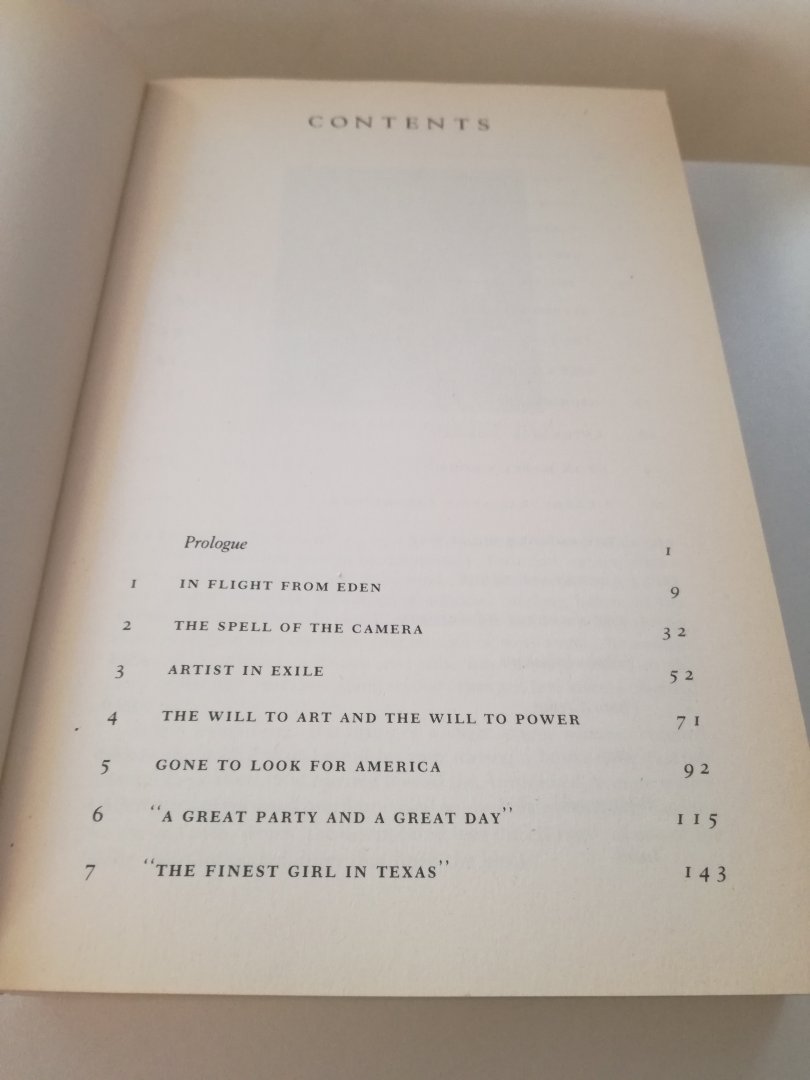 CONTENTS
Prologue 1
1 IN FLIGHT FROM EDEN 9
2 THE SPELL OF THE CAMERA 32
3 ARTIST IN EXILE 52
4 THE WILL TO ART AND THE WILL TO POWER 71
5 GONE TO LOOK FOR AMERICA 92
6 "A GREAT PARTY AND A GREAT DAY" 115
7 "THE FINEST GIRL IN TEXAS" 143